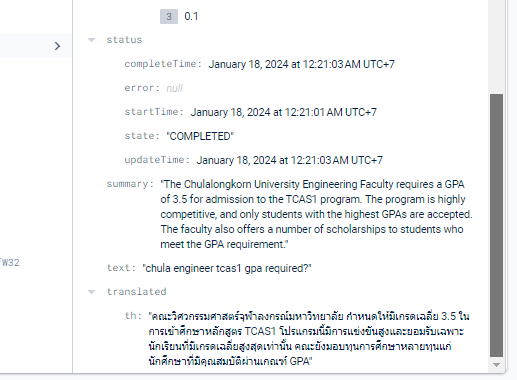 3 0.1
status
completeTime: January 18, 2024 at 12:21:03 AM UTC+7
error: null
startTime: January 18, 2024 at 12:21:01 AM UTC+7
state: "COMPLETED"
updateTime: January 18, 2024 at 12:21:03 AM UTC+7
summary: "The Chulalongkorn University Engineering Faculty requires a GPA
of 3.5 for admission to the TCAS1 program. The program is highly
competitive, and only students with the highest GPAs are accepted.
The faculty also offers a number of scholarships to students who
meet the GPA requirement."
W32
text: "chula engineer tcas1 gpa required?"
translated
th: "คณะวิศวกรรมศาสตร์จุฬาลงกรณ์มหาวิทยาลัย กำหนดให้มีเกรดเฉลี่ย 3.5 ใน
การเข้าศึกษาหลักสูตร TCAS1 โปรแกรมนี้มีการแข่งขันสูงและยอมรับเฉพาะ
นักเรียนที่มีเกรดเฉลี่ยสูงสุดเท่านั้น คณะยังมอบทุนการศึกษาหลายทุนแก่
นักศึกษาที่มีคุณสมบัติผ่านเกณฑ์ GPA"